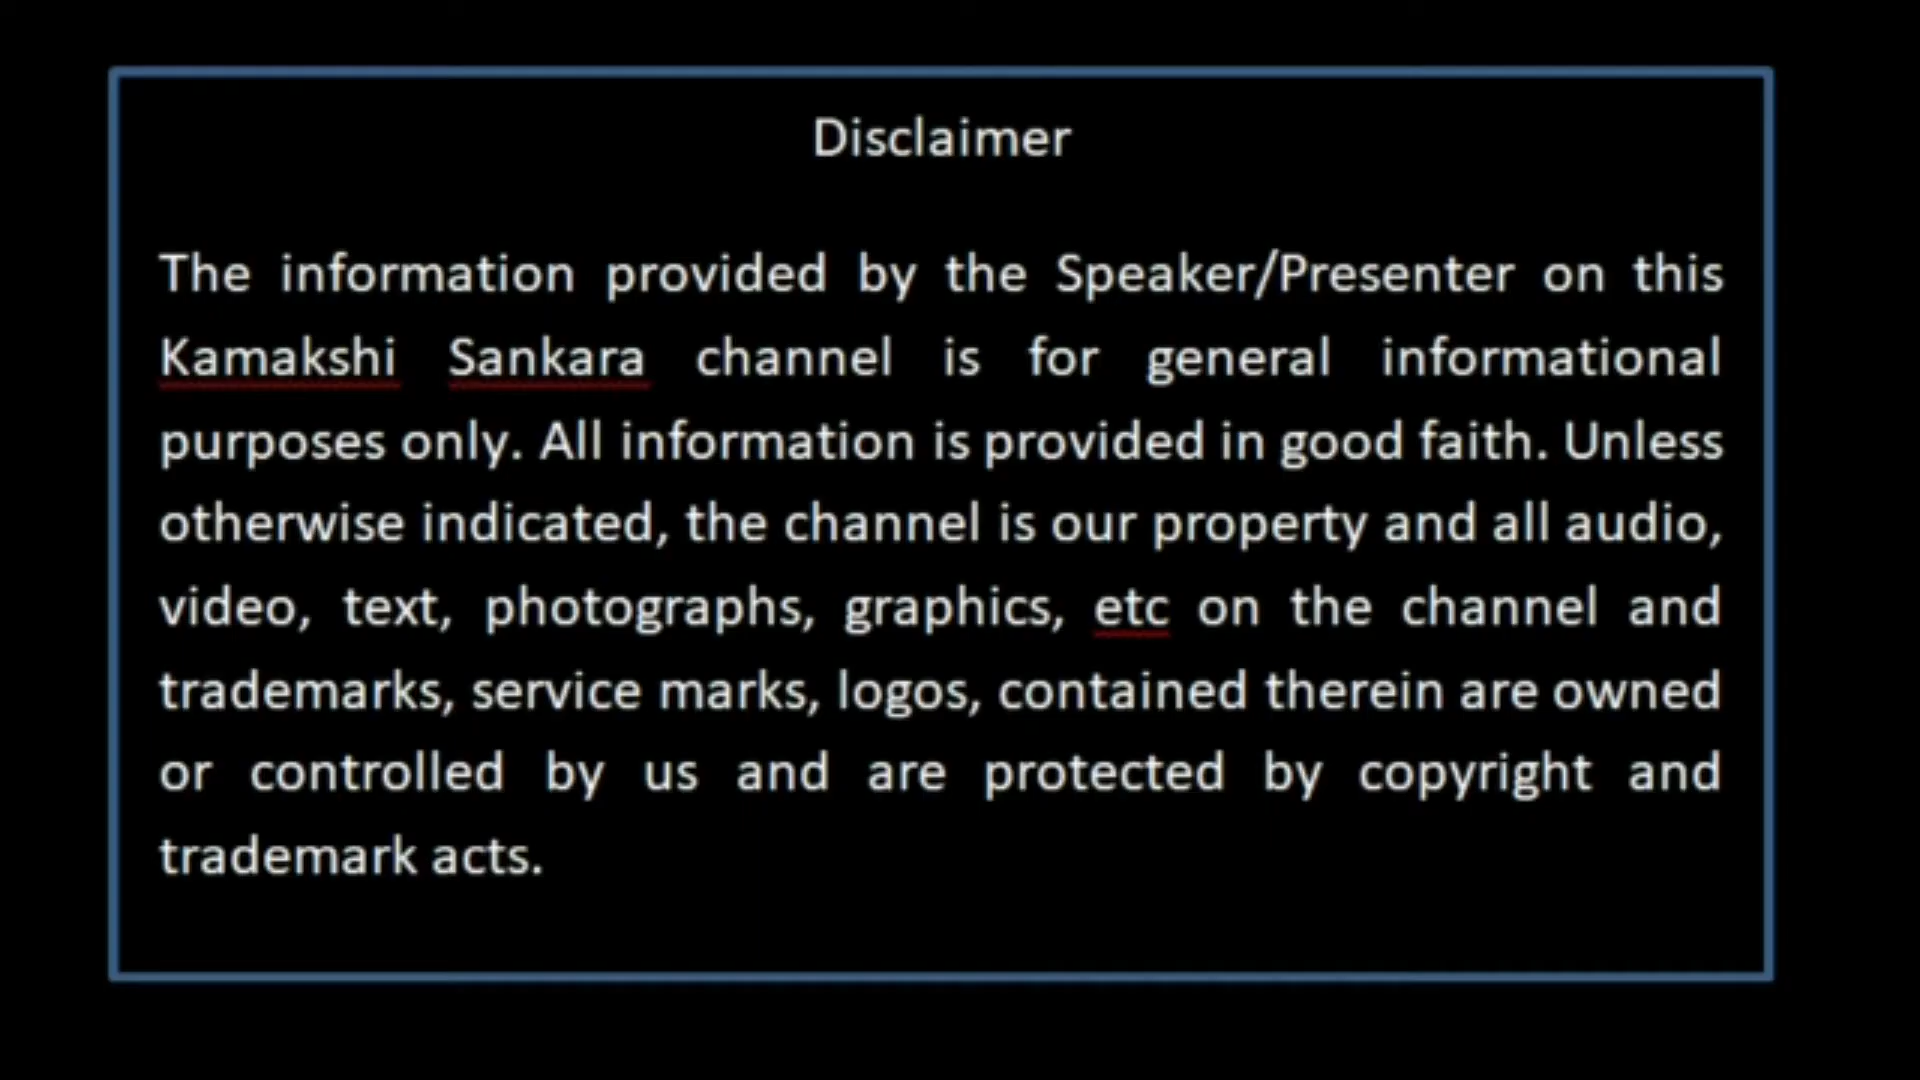 Disclaimer
The information provided by the Speaker/Presenter on this
Kamakshi Sankara channel is for general informational
purposes only. All information is provided in good faith. Unless
otherwise indicated, the channel is our property and all audio,
video, text, photographs, graphics, etc on the channel and
trademarks, service marks, logos, contained therein are owned
or controlled by us and are protected by copyright and
trademark acts.